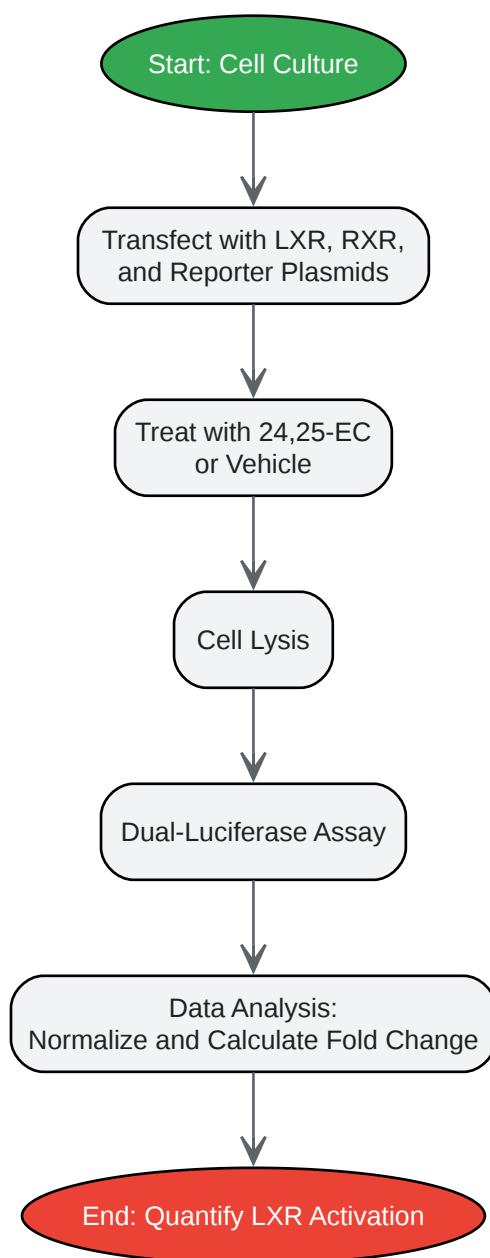 Start: Cell Culture
Transfect with LXR, RXR,
and Reporter Plasmids
Treat with 24,25-EC
or Vehicle
Cell Lysis
Dual-Luciferase Assay
Data Analysis:
Normalize and Calculate Fold Change
End: Quantify LXR Activation